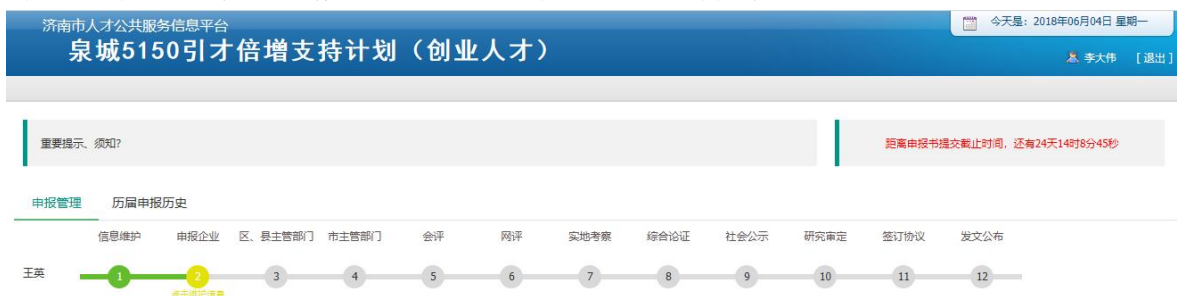 济南市人才公共服务信息平台
今天是：2018年06月04日 星期一
泉城5150引才倍增支持计划（创业人才）
李大伟 [退出]
重要提示、须知?
距离申报书提交截止时间，还有24天14时8分45秒
申报管理 历届申报历史
信息维护 申报企业 区、县主管部门 市主管部门 会评 网评 实地考察 综合论证 社会公示 研究审定 签订协议 发文公布
王英 1 2 3 4 5 6 7 8 9 10 11 12
点击维护信息